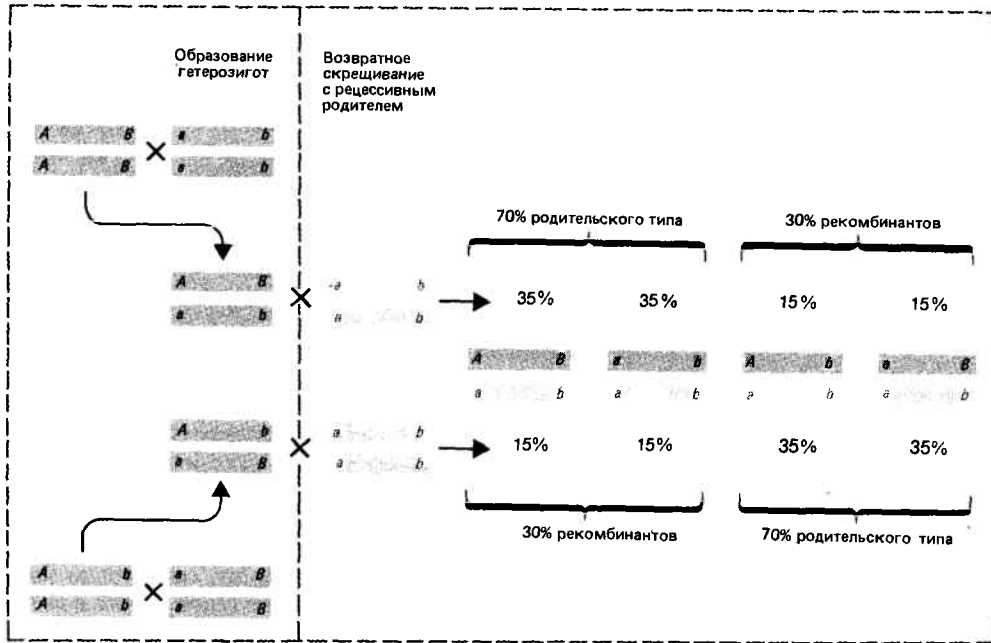 Образование
гетерозигот
Возвратное
скрещивание
с рецессивным
родителем
A B × a b
A B a b
70% родительского типа
30% рекомбинантов
A B × a b
35% 35% 15% 15%
a b a b
A B a b A b a B
a b a b a b a b
A b × a b
15% 15% 35% 35%
a B a b
30% рекомбинантов
70% родительского типа
A b × a B
A b a B